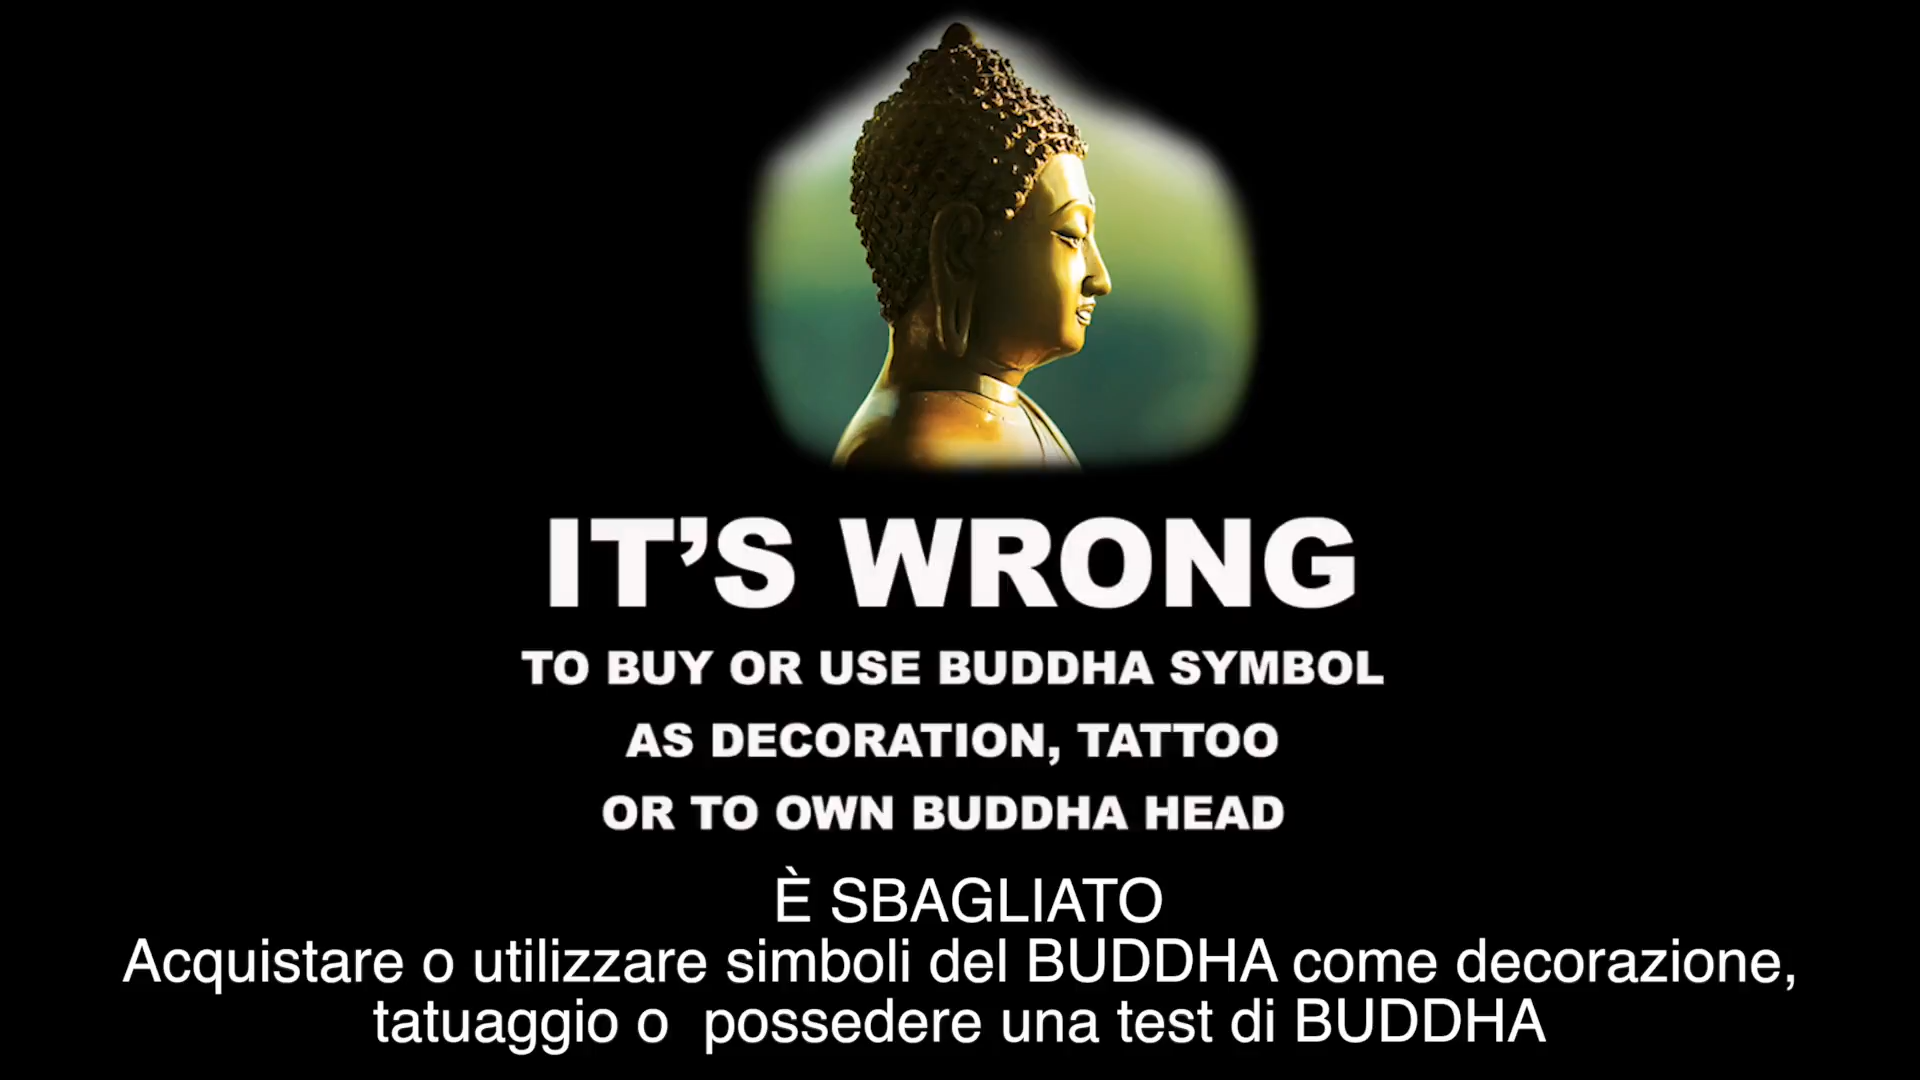 IT’S WRONG
TO BUY OR USE BUDDHA SYMBOL
AS DECORATION, TATTOO
OR TO OWN BUDDHA HEAD
È SBAGLIATO
Acquistare o utilizzare simboli del BUDDHA come decorazione,
tatuaggio o  possedere una test di BUDDHA